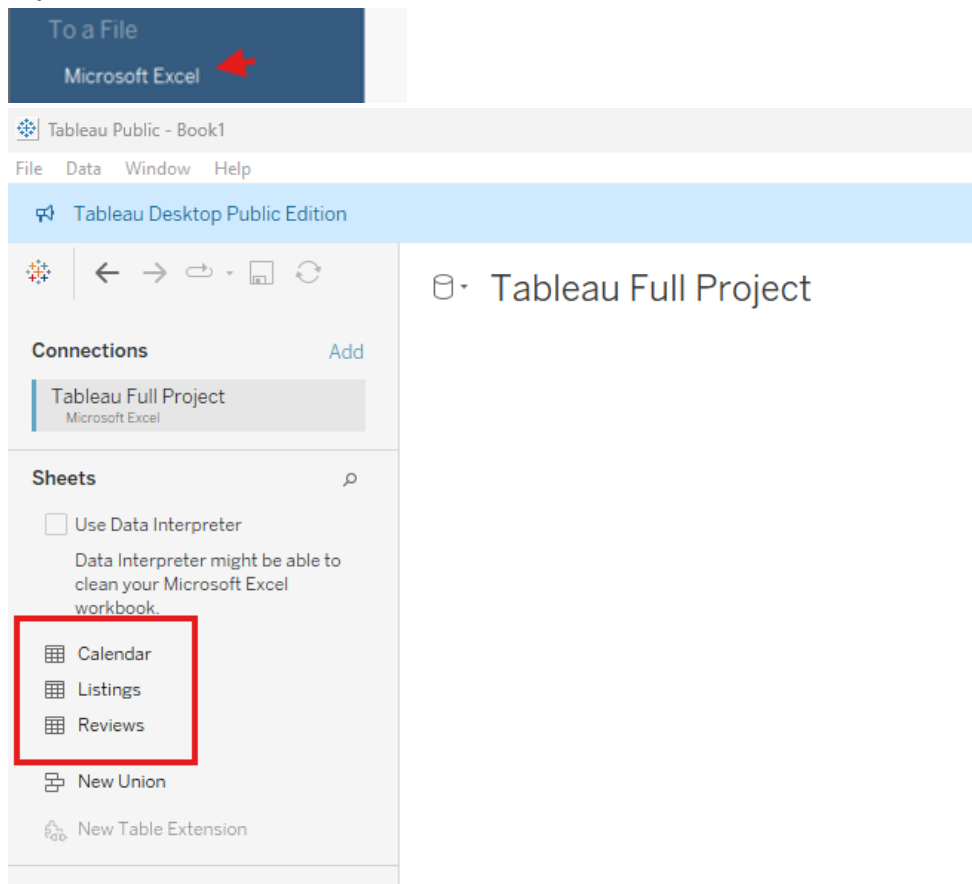 To a File
Microsoft Excel
Tableau Public - Book1
File Data Window Help
Tableau Desktop Public Edition
Tableau Full Project
Connections Add
Tableau Full Project
Microsoft Excel
Sheets
Use Data Interpreter
Data Interpreter might be able to
clean your Microsoft Excel
workbook.
Calendar
Listings
Reviews
New Union
New Table Extension